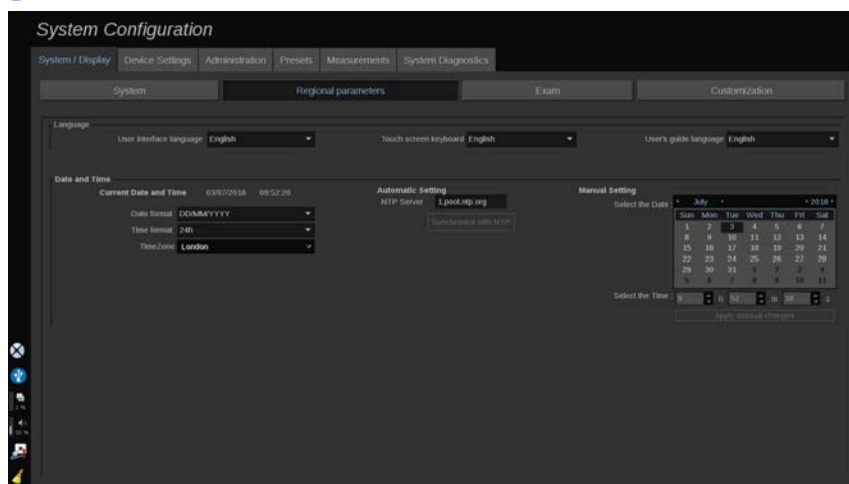 System Configuration
System / Display Device Settings Administration Presets Measurements System Diagnostics
System Regional parameters Exam Customization
Language
User interface language English Touch screen keyboard English User's guide language English
Date and Time
Current Date and Time 03/07/2018 09:52:20
Date format DD/MM/YYYY
Time format 24h
TimeZone London
Automatic Setting
NTP Server 1.pool.ntp.org
Synchronize with NTP
Manual Setting
Select the Date : July 2018
Sun Mon Tue Wed Thu Fri Sat
1 2 3 4 5 6 7
8 9 10 11 12 13 14
15 16 17 18 19 20 21
22 23 24 25 26 27 28
29 30 31 1 2 3 4
5 6 7 8 9 10 11
Select the Time : h 52 m 18 s
Apply manual changes
1 %
55 %